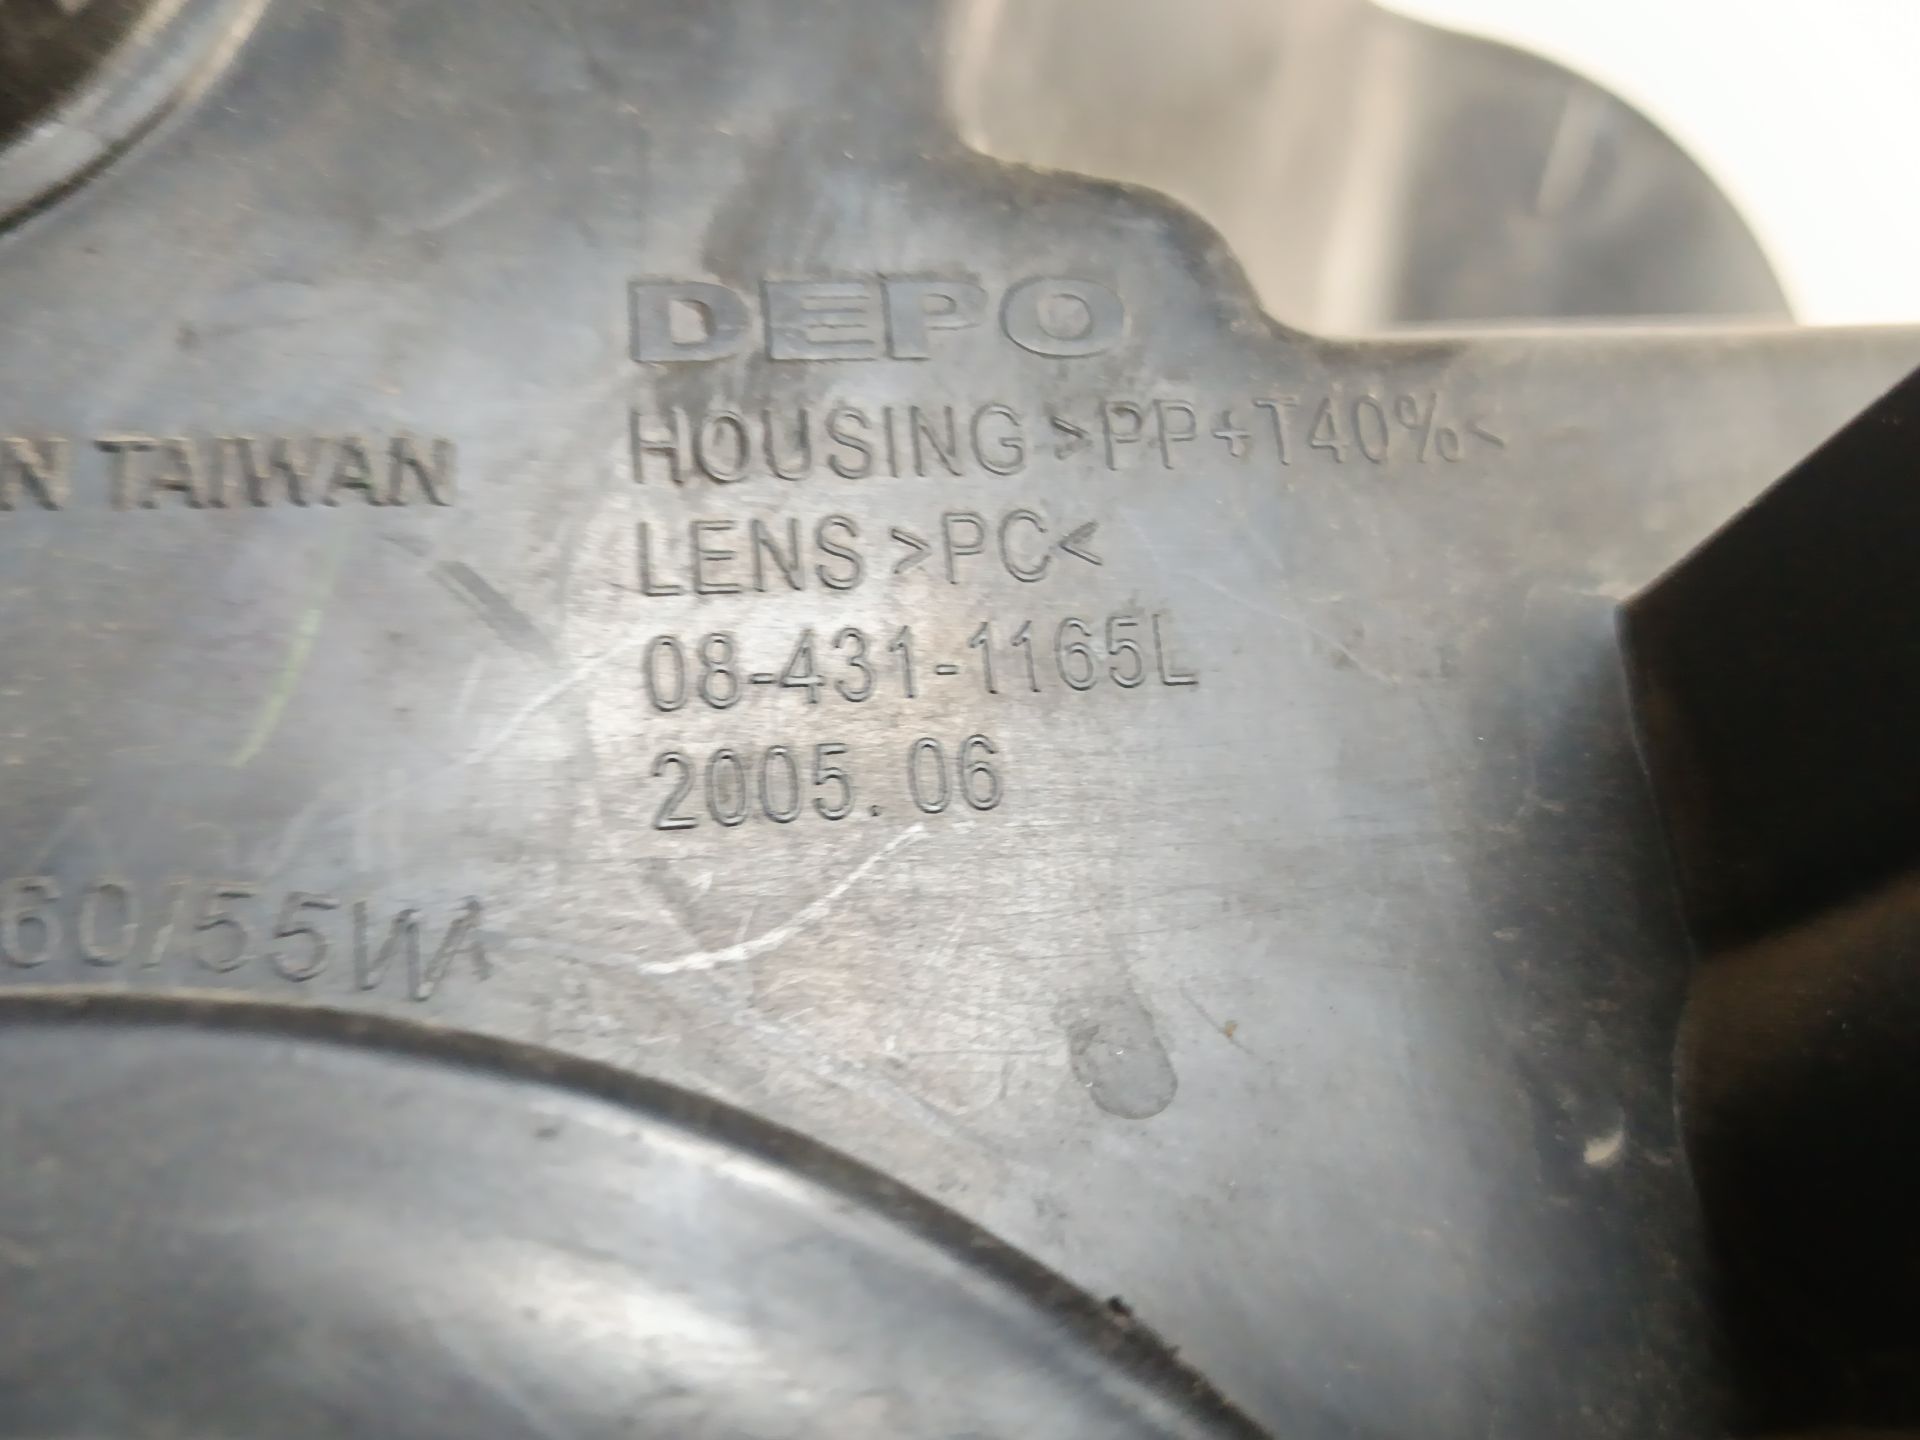 DEPO
HOUSING >PP+T40%<
N TAIWAN
LENS >PC<
08-431-1165L
2005.06
60/55W